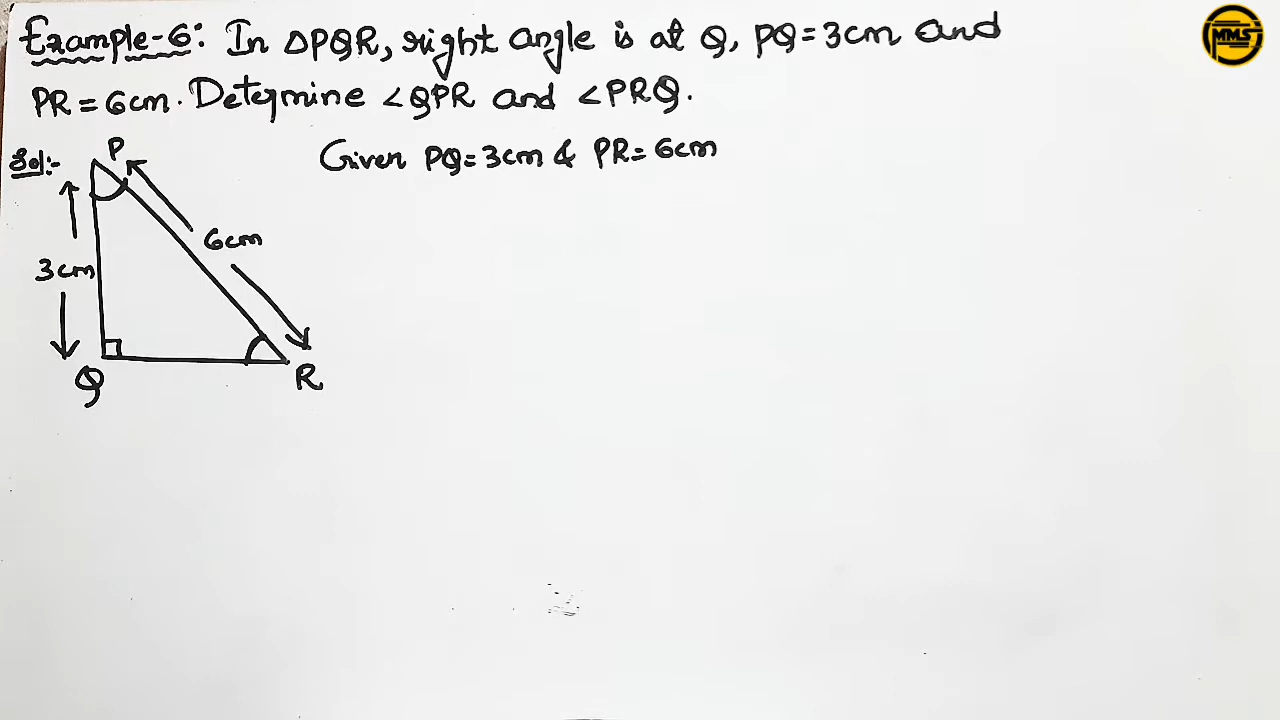 Example-6: In △PQR, right angle is at Q, PQ = 3cm and
PR = 6cm. Determine ∠QPR and ∠PRQ.
Sol:-
Given PQ = 3cm & PR = 6cm
P
6cm
3cm
Q
R
MMS